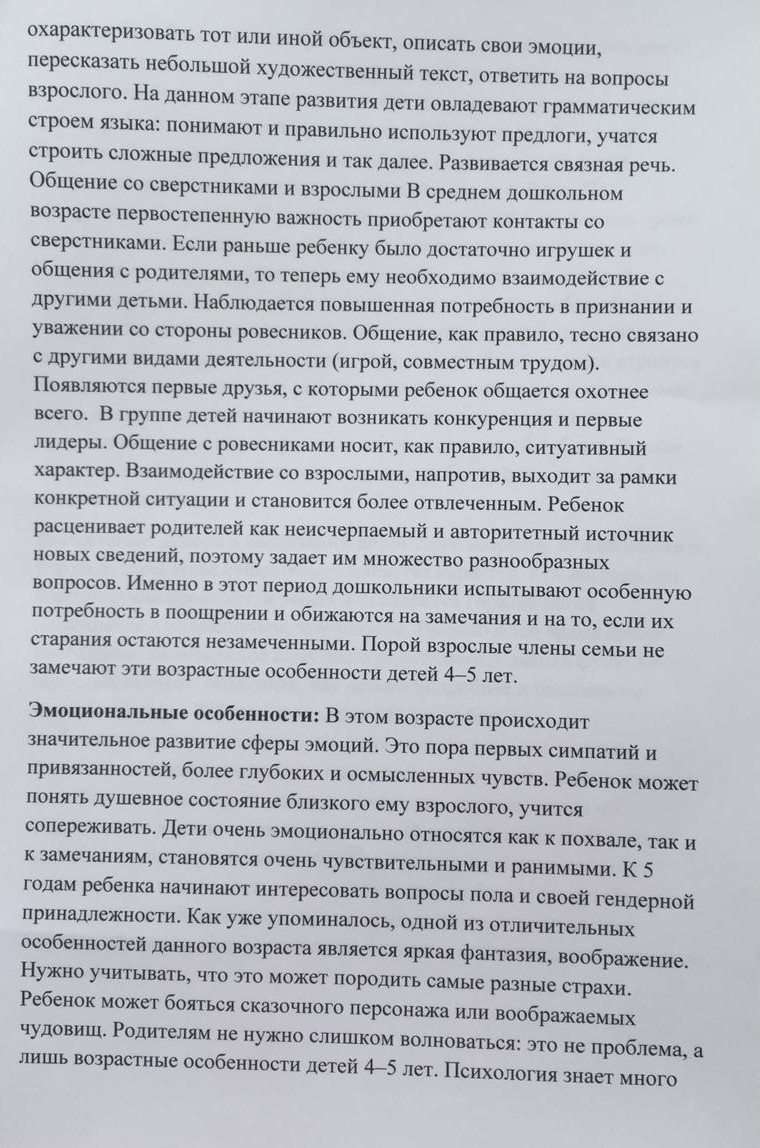 охарактеризовать тот или иной объект, описать свои эмоции,
пересказать небольшой художественный текст, ответить на вопросы
взрослого. На данном этапе развития дети овладевают грамматическим
строем языка: понимают и правильно используют предлоги, учатся
строить сложные предложения и так далее. Развивается связная речь.
Общение со сверстниками и взрослыми В среднем дошкольном
возрасте первостепенную важность приобретают контакты со
сверстниками. Если раньше ребенку было достаточно игрушек и
общения с родителями, то теперь ему необходимо взаимодействие с
другими детьми. Наблюдается повышенная потребность в признании и
уважении со стороны ровесников. Общение, как правило, тесно связано
с другими видами деятельности (игрой, совместным трудом).
Появляются первые друзья, с которыми ребенок общается охотнее
всего. В группе детей начинают возникать конкуренция и первые
лидеры. Общение с ровесниками носит, как правило, ситуативный
характер. Взаимодействие со взрослыми, напротив, выходит за рамки
конкретной ситуации и становится более отвлеченным. Ребенок
расценивает родителей как неисчерпаемый и авторитетный источник
новых сведений, поэтому задает им множество разнообразных
вопросов. Именно в этот период дошкольники испытывают особенную
потребность в поощрении и обижаются на замечания и на то, если их
старания остаются незамеченными. Порой взрослые члены семьи не
замечают эти возрастные особенности детей 4–5 лет.
Эмоциональные особенности: В этом возрасте происходит
значительное развитие сферы эмоций. Это пора первых симпатий и
привязанностей, более глубоких и осмысленных чувств. Ребенок может
понять душевное состояние близкого ему взрослого, учится
сопереживать. Дети очень эмоционально относятся как к похвале, так и
к замечаниям, становятся очень чувствительными и ранимыми. К 5
годам ребенка начинают интересовать вопросы пола и своей гендерной
принадлежности. Как уже упоминалось, одной из отличительных
особенностей данного возраста является яркая фантазия, воображение.
Нужно учитывать, что это может породить самые разные страхи.
Ребенок может бояться сказочного персонажа или воображаемых
чудовищ. Родителям не нужно слишком волноваться: это не проблема, а
лишь возрастные особенности детей 4–5 лет. Психология знает много